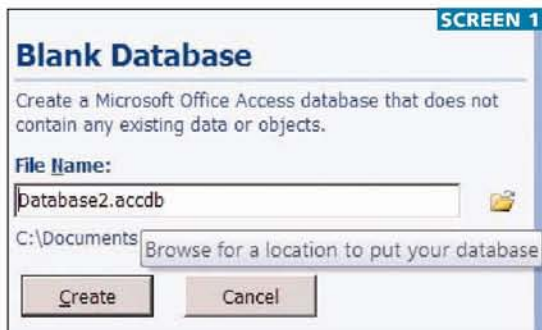 SCREEN 1
Blank Database
Create a Microsoft Office Access database that does not
contain any existing data or objects.
File Name:
Database2.accdb
C:\Documents
Browse for a location to put your database
Create
Cancel